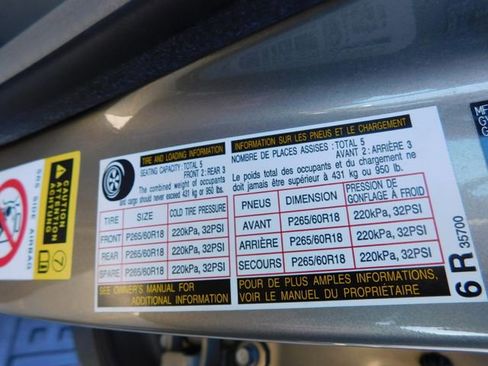 TIRE AND LOADING INFORMATION
SEATING CAPACITY: TOTAL 5
FRONT 2: REAR 3
The combined weight of occupants
and cargo should never exceed 431 kg or 950 lbs.
TIRE SIZE COLD TIRE PRESSURE
FRONT P265/60R18 220kPa, 32PSI
REAR P265/60R18 220kPa, 32PSI
SPARE P265/60R18 220kPa, 32PSI
SEE OWNER'S MANUAL FOR
ADDITIONAL INFORMATION
INFORMATION SUR LES PNEUS ET LE CHARGEMENT
NOMBRE DE PLACES ASSISES: TOTAL 5
AVANT 2: ARRIÈRE 3
Le poids total des occupants et du chargement ne
doit jamais être supérieur à 431 kg ou 950 lb.
PNEUS DIMENSION PRESSION DE
GONFLAGE À FROID
AVANT P265/60R18 220kPa, 32PSI
ARRIÈRE P265/60R18 220kPa, 32PSI
SECOURS P265/60R18 220kPa, 32PSI
POUR DE PLUS AMPLES INFORMATIONS,
VOIR LE MANUEL DU PROPRIÉTAIRE
6 R 35700
SRS SIDE AIRBAG
CAUTION
ACHTUNG
ATTENTION